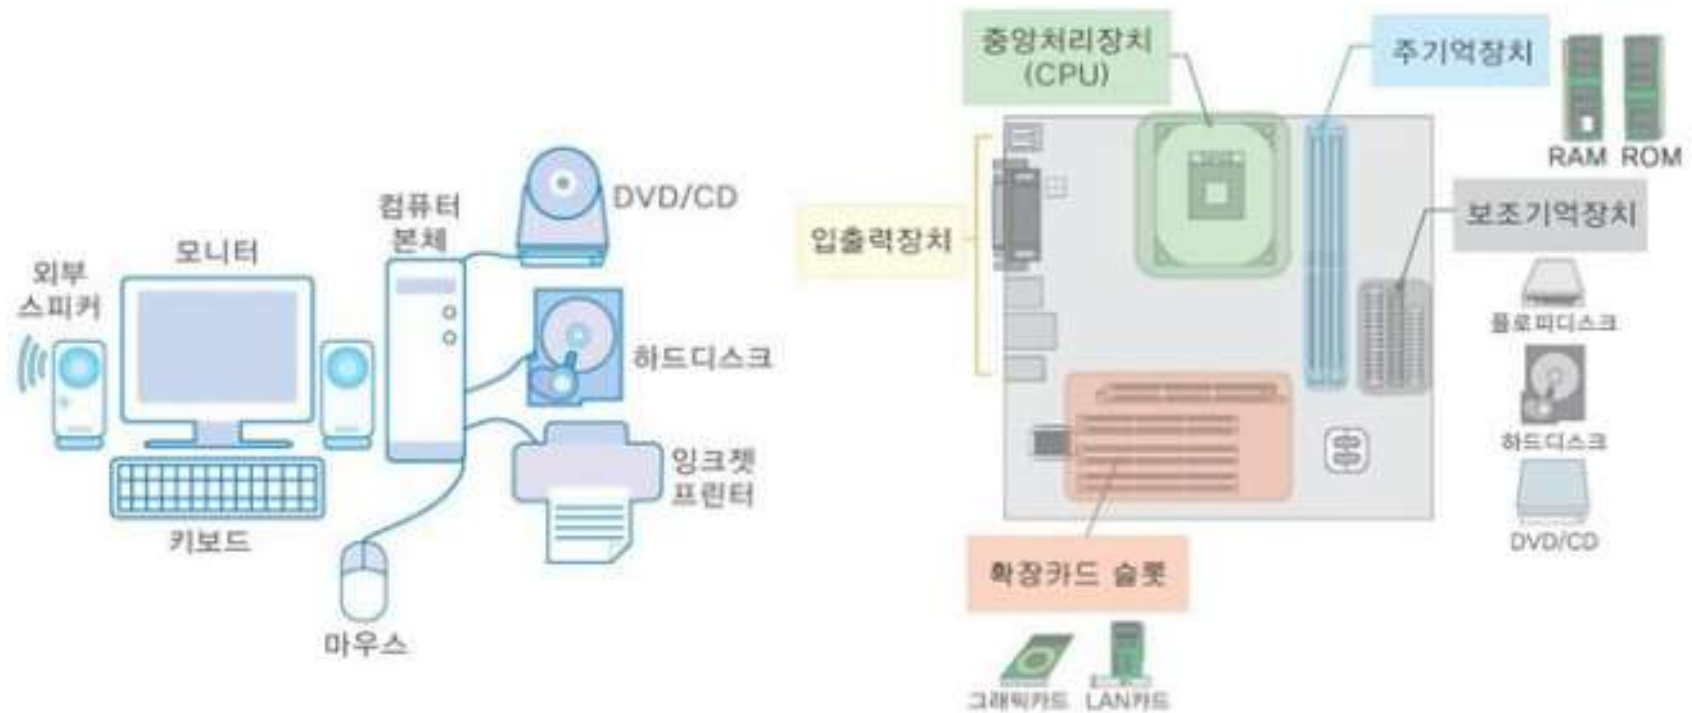 외부
스피커
모니터
컴퓨터
본체
DVD/CD
하드디스크
잉크젯
프린터
키보드
마우스
중앙처리장치
(CPU)
주기억장치
RAM ROM
입출력장치
보조기억장치
플로피디스크
하드디스크
DVD/CD
확장카드 슬롯
그래픽카드 LAN카드